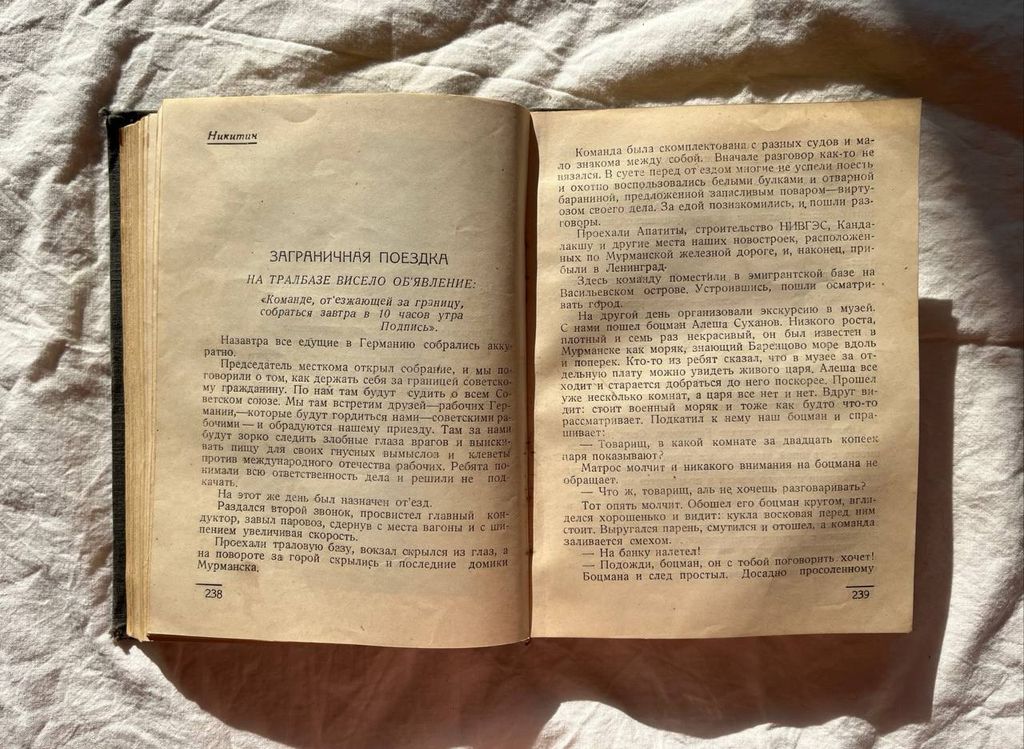 Никитин
ЗАГРАНИЧНАЯ ПОЕЗДКА
НА ТРАЛБАЗЕ ВИСЕЛО ОБ'ЯВЛЕНИЕ:
«Команде, от'езжающей за границу,
собраться завтра в 10 часов утра
Подпись».
Назавтра все едущие в Германию собрались акку-
ратно.
Председатель месткома открыл собрание, и мы по-
говорили о том, как держать себя за границей советско-
му гражданину. По нам там будут судить о всем Со-
ветском союзе. Мы там встретим друзей—рабочих Гер-
мании,—которые будут гордиться нами—советскими ра-
бочими — и обрадуются нашему приезду. Там за нами
будут зорко следить злобные глаза врагов и выиски-
вать пищу для своих гнусных вымыслов и клеветы
против международного отечества рабочих. Ребята по-
нимали всю ответственность дела и решили не под-
качать.
На этот же день был назначен от'езд.
Раздался второй звонок, просвистел главный кон-
дуктор, завыл паровоз, сдернув с места вагоны и с ши-
пением увеличивая скорость.
Проехали траловую базу, вокзал скрылся из глаз, а
на повороте за горой скрылись и последние домики
Мурманска.
238
Команда была скомплектована с разных судов и ма-
ло знакома между собой. Вначале разговор как-то не
вязался. В суете перед от ездом многие не успели поесть
и охотно воспользовались белыми булками и отварной
бараниной, предложенной запасливым поваром—вирту-
озом своего дела. За едой познакомились, и пошли раз-
говоры.
Проехали Апатиты, строительство НИВГЭС, Канда-
лакшу и другие места наших новостроек, расположен-
ных по Мурманской железной дороге, и, наконец, при-
были в Ленинград.
Здесь команду поместили в эмигрантской базе на
Васильевском острове. Устроившись, пошли осматри-
вать город.
На другой день организовали экскурсию в музей.
С нами пошел боцман Алеша Суханов. Низкого роста,
плотный и семь раз некрасивый, он был известен в
Мурманске как моряк, знающий Баренцово море вдоль
и поперек. Кто-то из ребят сказал, что в музее за от-
дельную плату можно увидеть живого царя, Алеша все
ходит и старается добраться до него поскорее. Прошел
уже несколько комнат, а царя все нет и нет. Вдруг ви-
дит: стоит военный моряк и тоже как будто что-то
рассматривает. Подкатил к нему наш боцман и спра-
шивает:
— Товарищ, в какой комнате за двадцать копеек
царя показывают?
Матрос молчит и никакого внимания на боцмана не
обращает.
— Что ж, товарищ, аль не хочешь разговаривать?
Тот опять молчит. Обошел его боцман кругом, вгля-
делся хорошенько и видит: кукла восковая перед ним
стоит. Выругался парень, смутился и отошел, а команда
заливается смехом.
— На банку налетел!
— Подожди, боцман, он с тобой поговорить хочет!
Боцмана и след простыл. Досадно просоленному
239